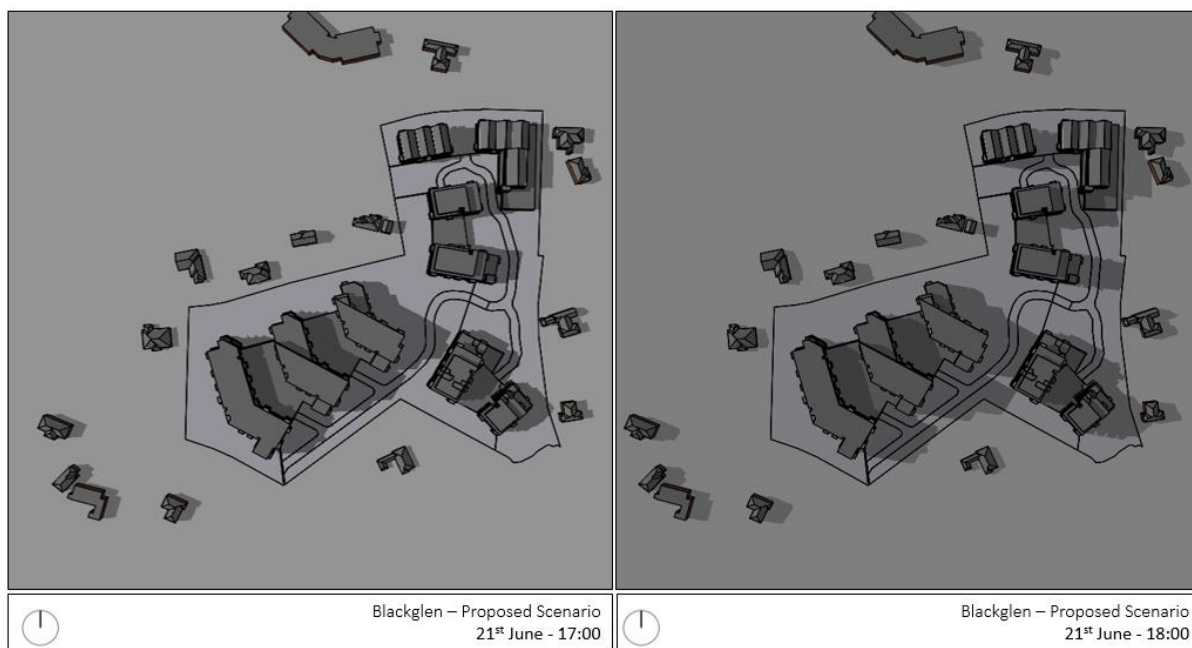 Blackglen – Proposed Scenario
21st June - 17:00
Blackglen – Proposed Scenario
21st June - 18:00